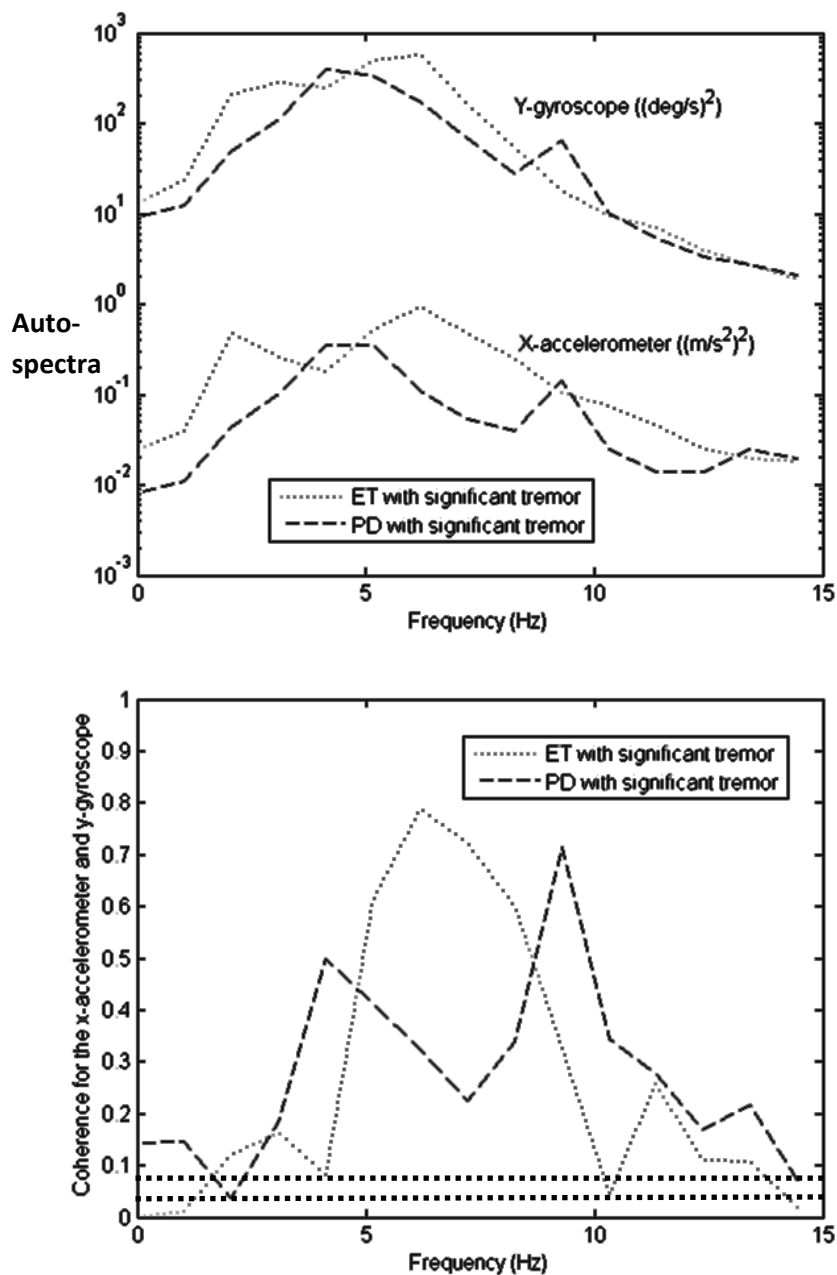 10^3
10^2
Y-gyroscope ((deg/s)^2)
10^1
10^0
Auto-
spectra
X-accelerometer ((m/s^2)^2)
10^-1
10^-2
ET with significant tremor
PD with significant tremor
10^-3
0 5 10 15
Frequency (Hz)
Coherence for the x-accelerometer and y-gyroscope
1
0.9
ET with significant tremor
PD with significant tremor
0.8
0.7
0.6
0.5
0.4
0.3
0.2
0.1
0
0 5 10 15
Frequency (Hz)